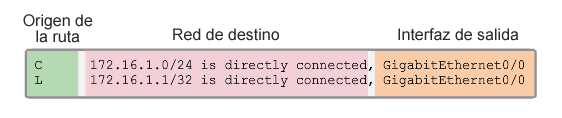 Origen de
la ruta
Red de destino
Interfaz de salida
C 172.16.1.0/24 is directly connected, GigabitEthernet0/0
L 172.16.1.1/32 is directly connected, GigabitEthernet0/0